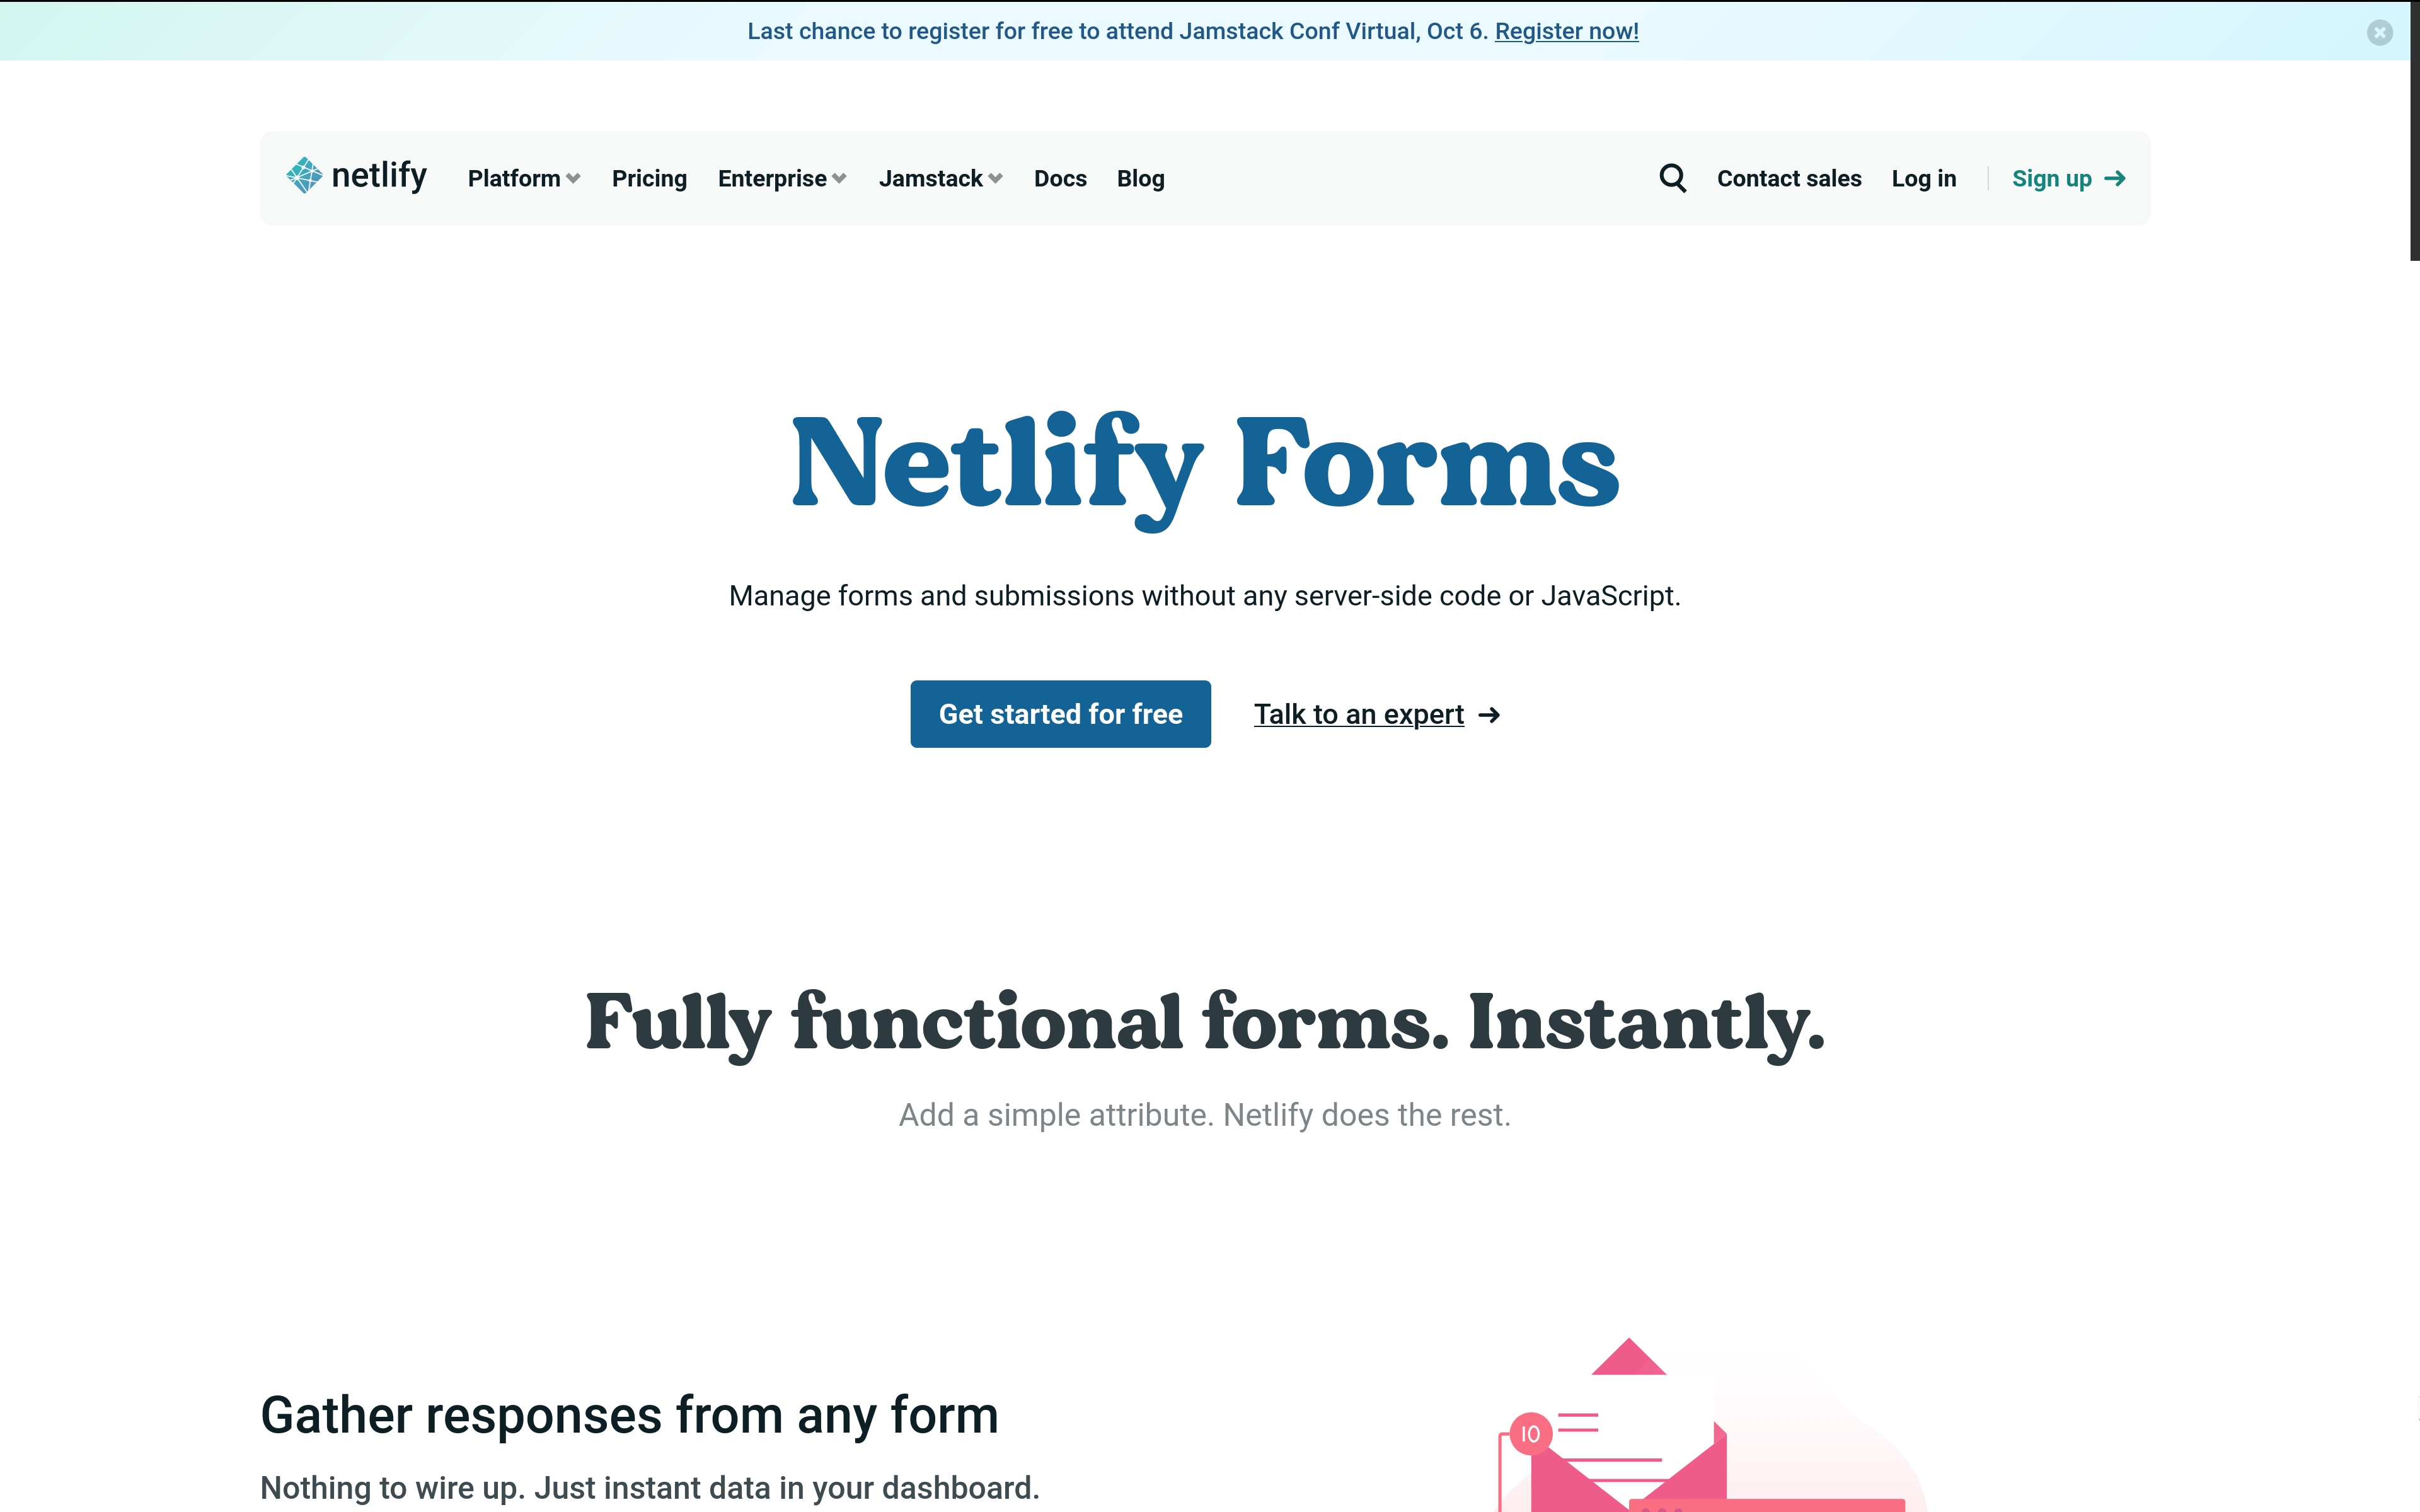 Last chance to register for free to attend Jamstack Conf Virtual, Oct 6. Register now!
netlify Platform Pricing Enterprise Jamstack Docs Blog Contact sales Log in Sign up
Netlify Forms
Manage forms and submissions without any server-side code or JavaScript.
Get started for free Talk to an expert
Fully functional forms. Instantly.
Add a simple attribute. Netlify does the rest.
Gather responses from any form
10
Nothing to wire up. Just instant data in your dashboard.